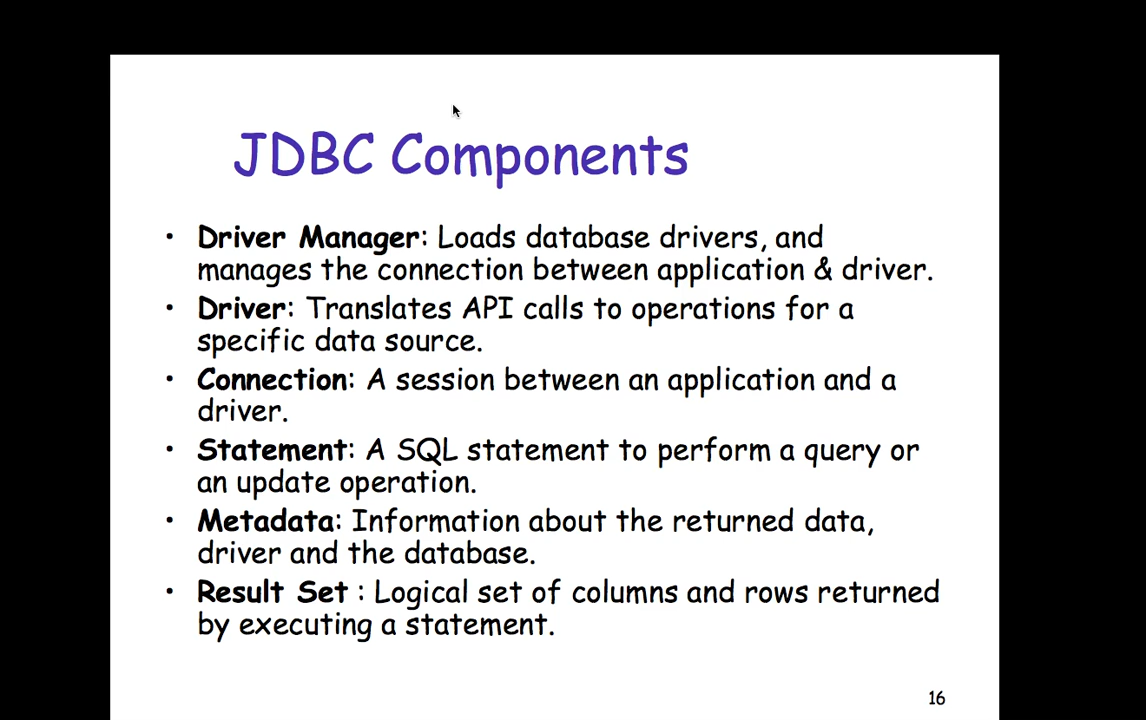 JDBC Components
• Driver Manager: Loads database drivers, and
manages the connection between application & driver.
• Driver: Translates API calls to operations for a
specific data source.
• Connection: A session between an application and a
driver.
• Statement: A SQL statement to perform a query or
an update operation.
• Metadata: Information about the returned data,
driver and the database.
• Result Set : Logical set of columns and rows returned
by executing a statement.
16